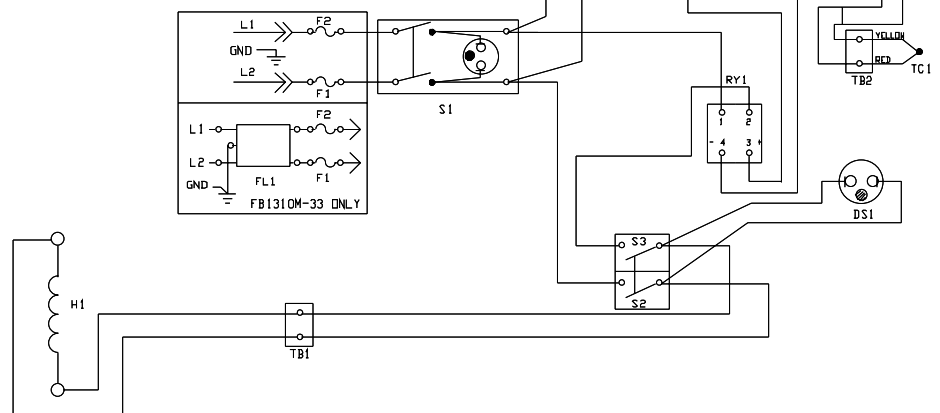 L1
F2
GND
L2
F1
S1
F2
L1
L2
GND
FL1
F1
FB1310M-33 ONLY
YELLOW
RED
TB2
TC1
RY1
1 2
- 4 3 +
DS1
S3
S2
H1
TB1